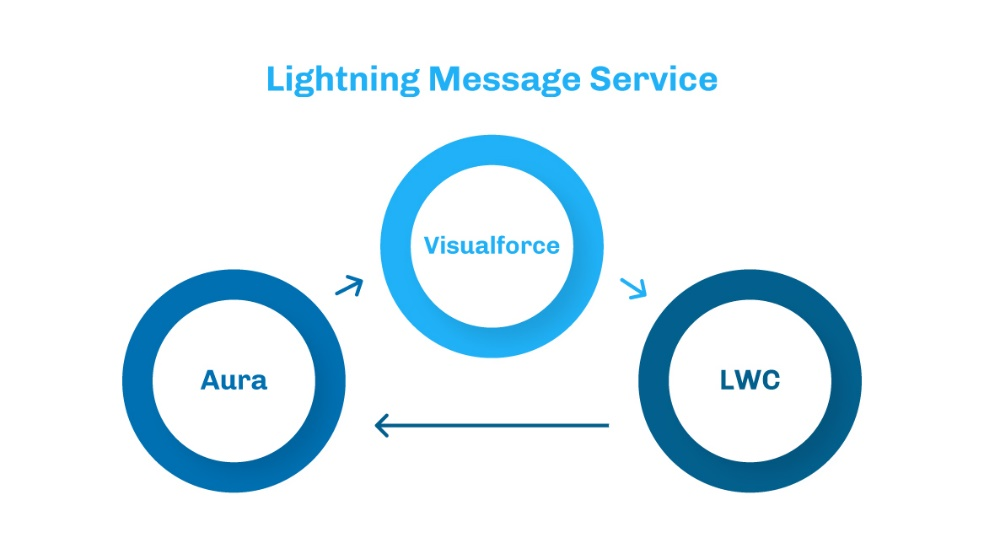 Lightning Message Service
Visualforce
Aura
LWC